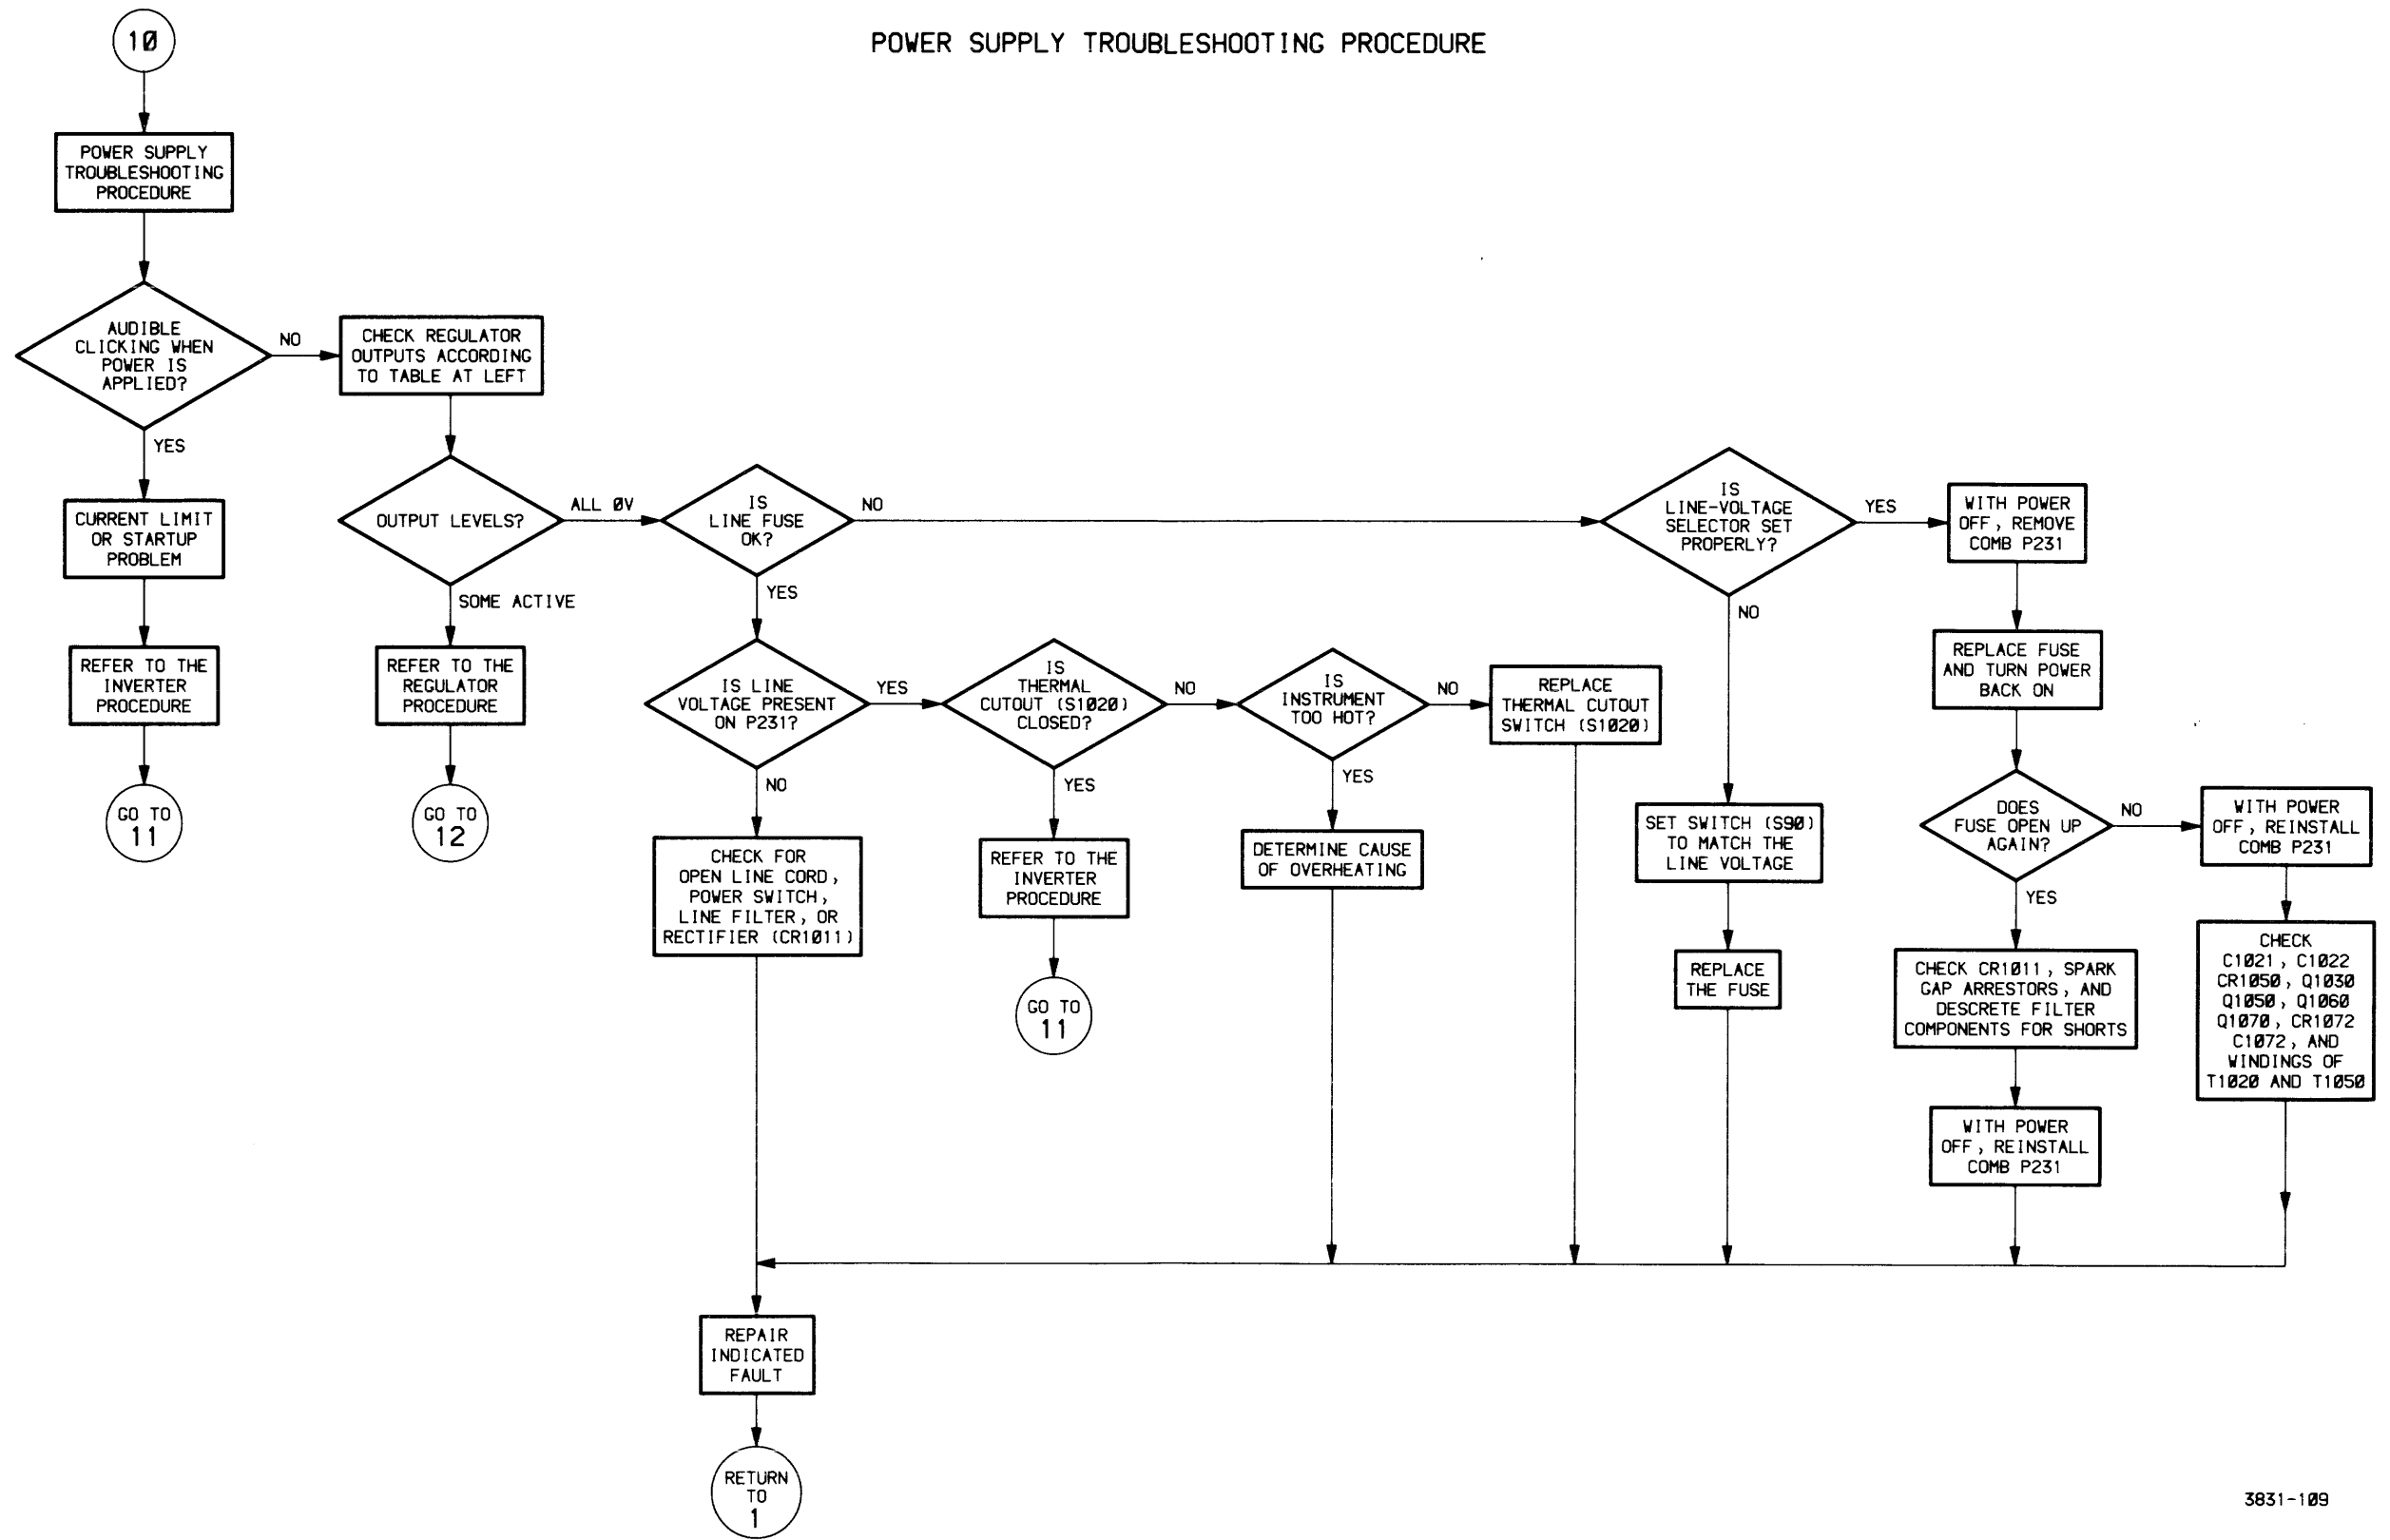 POWER SUPPLY TROUBLESHOOTING PROCEDURE
10
POWER SUPPLY
TROUBLESHOOTING
PROCEDURE
AUDIBLE
CLICKING WHEN
POWER IS
APPLIED?
NO
YES
CURRENT LIMIT
OR STARTUP
PROBLEM
REFER TO THE
INVERTER
PROCEDURE
GO TO
11
CHECK REGULATOR
OUTPUTS ACCORDING
TO TABLE AT LEFT
OUTPUT LEVELS?
ALL 0V
SOME ACTIVE
REFER TO THE
REGULATOR
PROCEDURE
GO TO
12
IS
LINE FUSE
OK?
NO
YES
IS LINE
VOLTAGE PRESENT
ON P231?
YES
NO
CHECK FOR
OPEN LINE CORD,
POWER SWITCH,
LINE FILTER, OR
RECTIFIER (CR1011)
IS
THERMAL
CUTOUT (S1020)
CLOSED?
NO
YES
REFER TO THE
INVERTER
PROCEDURE
GO TO
11
IS
INSTRUMENT
TOO HOT?
NO
YES
DETERMINE CAUSE
OF OVERHEATING
REPLACE
THERMAL CUTOUT
SWITCH (S1020)
IS
LINE-VOLTAGE
SELECTOR SET
PROPERLY?
YES
NO
SET SWITCH (S90)
TO MATCH THE
LINE VOLTAGE
REPLACE
THE FUSE
WITH POWER
OFF, REMOVE
COMB P231
REPLACE FUSE
AND TURN POWER
BACK ON
DOES
FUSE OPEN UP
AGAIN?
NO
YES
CHECK CR1011, SPARK
GAP ARRESTORS, AND
DESCRETE FILTER
COMPONENTS FOR SHORTS
WITH POWER
OFF, REINSTALL
COMB P231
WITH POWER
OFF, REINSTALL
COMB P231
CHECK
C1021, C1022
CR1050, Q1030
Q1050, Q1060
Q1070, CR1072
C1072, AND
WINDINGS OF
T1020 AND T1050
REPAIR
INDICATED
FAULT
RETURN
TO
1
3831-109